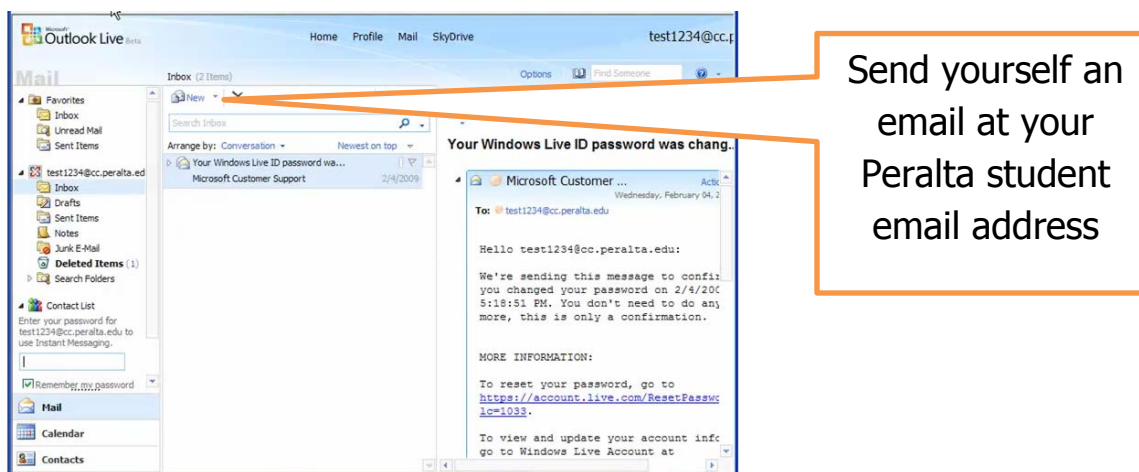 Microsoft®
Outlook Live Beta
Home Profile Mail SkyDrive
test1234@cc.p
Mail
Inbox (2 Items)
Options
Find Someone
Favorites
Inbox
Unread Mail
Sent Items
test1234@cc.peralta.ed
Inbox
Drafts
Sent Items
Notes
Junk E-Mail
Deleted Items (1)
Search Folders
Contact List
Enter your password for
test1234@cc.peralta.edu to
use Instant Messaging.
Remember my password
Mail
Calendar
Contacts
New
Search Inbox
Arrange by: Conversation Newest on top
Your Windows Live ID password wa...
Microsoft Customer Support 2/4/2009
Your Windows Live ID password was chang..
Microsoft Customer ... Actic
Wednesday, February 04, 2
To: test1234@cc.peralta.edu
Hello test1234@cc.peralta.edu:
We're sending this message to confir
you changed your password on 2/4/200
5:18:51 PM. You don't need to do any
more, this is only a confirmation.
MORE INFORMATION:
To reset your password, go to
https://account.live.com/ResetPasswo
lc=1033.
To view and update your account info
go to Windows Live Account at
Send yourself an
email at your
Peralta student
email address